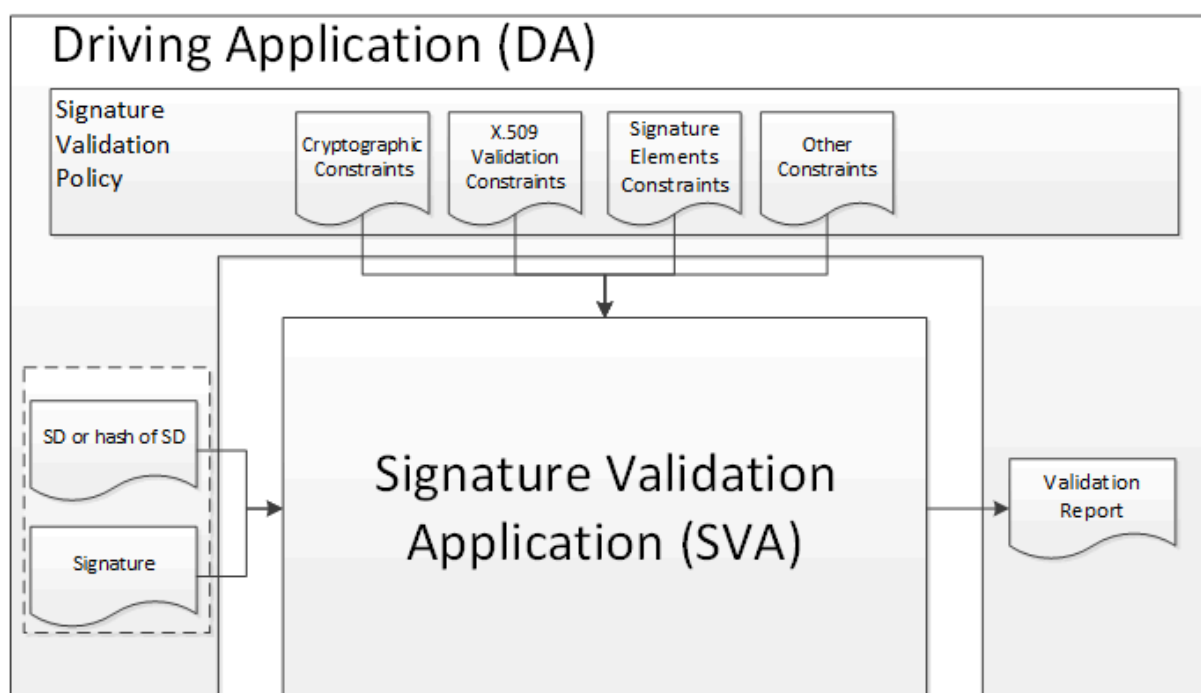 Driving Application (DA)
Signature
Validation
Policy
Cryptographic
Constraints
X.509
Validation
Constraints
Signature
Elements
Constraints
Other
Constraints
SD or hash of SD
Signature
Signature Validation
Application (SVA)
Validation
Report